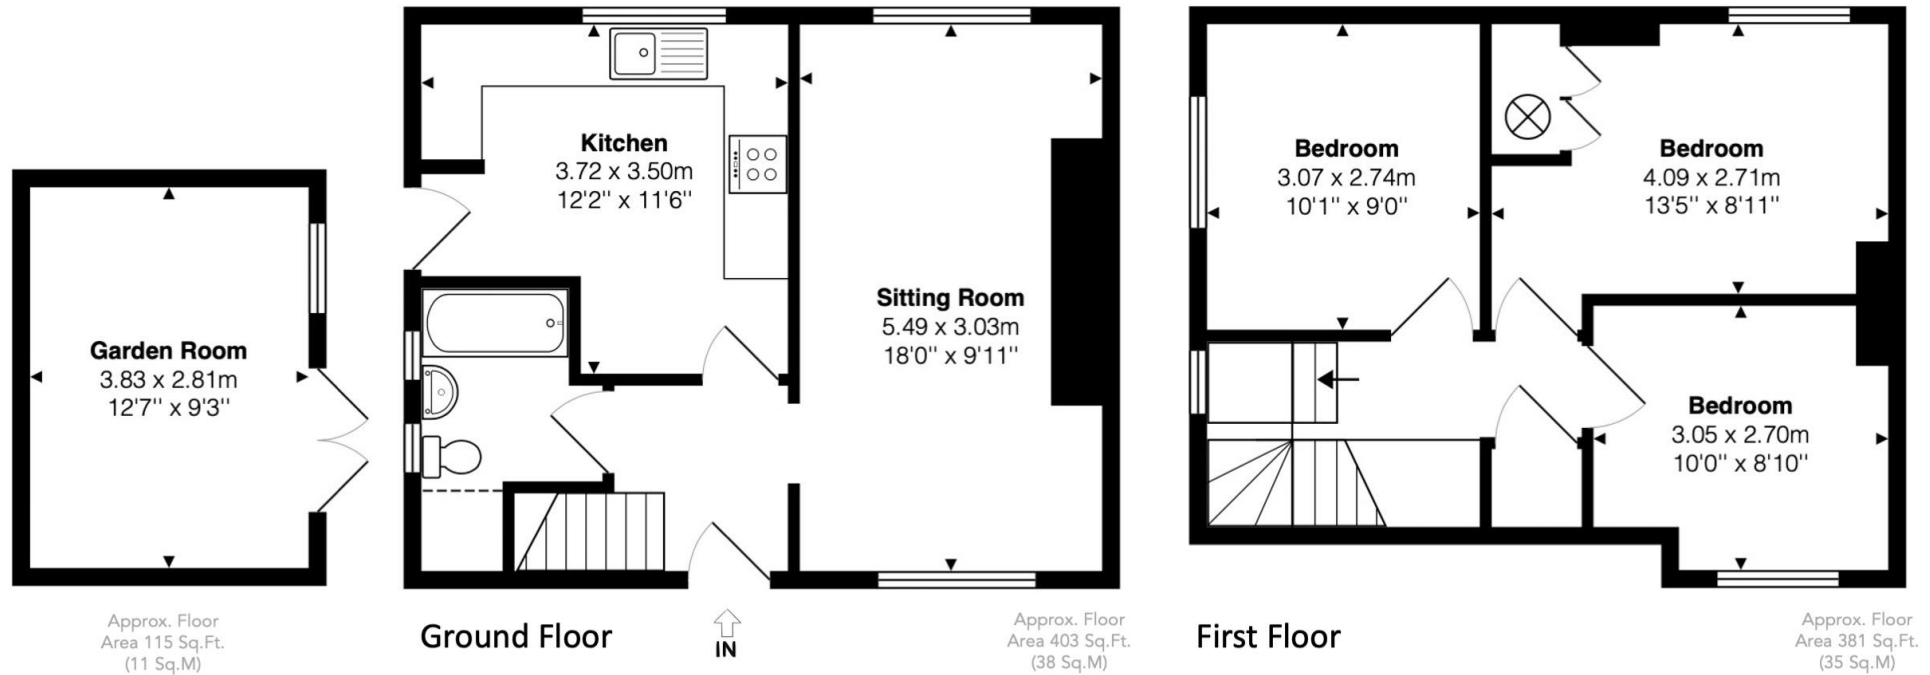 Garden Room
3.83 x 2.81m
12'7'' x 9'3''
Approx. Floor
Area 115 Sq.Ft.
(11 Sq.M)
Kitchen
3.72 x 3.50m
12'2'' x 11'6''
Sitting Room
5.49 x 3.03m
18'0'' x 9'11''
Ground Floor
IN
Approx. Floor
Area 403 Sq.Ft.
(38 Sq.M)
Bedroom
3.07 x 2.74m
10'1'' x 9'0''
Bedroom
4.09 x 2.71m
13'5'' x 8'11''
Bedroom
3.05 x 2.70m
10'0'' x 8'10''
First Floor
Approx. Floor
Area 381 Sq.Ft.
(35 Sq.M)